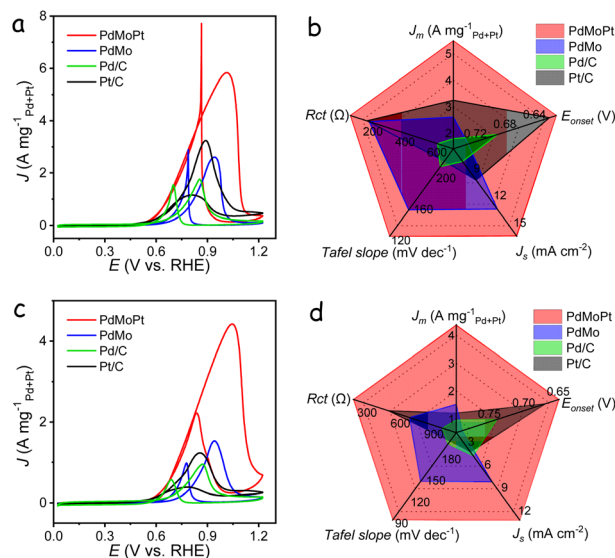 a
PdMoPt
PdMo
Pd/C
Pt/C
J (A mg⁻¹Pd+Pt)
8
6
4
2
0
0.0 0.3 0.6 0.9 1.2
E (V vs. RHE)
b
Jm (A mg⁻¹Pd+Pt)
PdMoPt
PdMo
Pd/C
Pt/C
5
4
3
2
Rct (Ω)
200
400
600
0.64
0.68
0.72
Eonset (V)
200
160
120
9
12
15
Tafel slope (mV dec⁻¹)
Js (mA cm⁻²)
c
PdMoPt
PdMo
Pd/C
Pt/C
J (A mg⁻¹Pd+Pt)
5
4
3
2
1
0
0.0 0.3 0.6 0.9 1.2
E (V vs. RHE)
d
Jm (A mg⁻¹Pd+Pt)
PdMoPt
PdMo
Pd/C
Pt/C
4
3
2
1
Rct (Ω)
300
600
900
0.65
0.70
0.75
Eonset (V)
180
150
120
90
3
6
9
12
Tafel slope (mV dec⁻¹)
Js (mA cm⁻²)